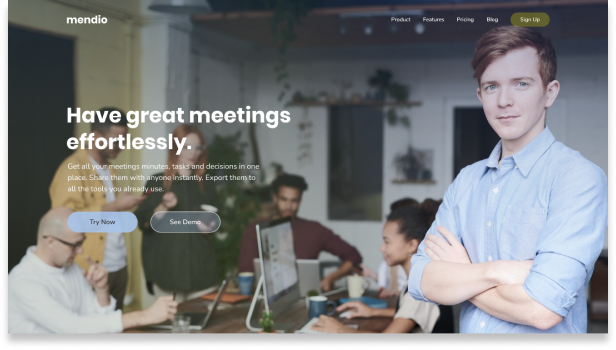 mendio
Product Features Pricing Blog Sign Up
Have great meetings
effortlessly.
Get all your meetings minutes, tasks and decisions in one
place. Share them with anyone instantly. Export them to
all the tools you already use.
Try Now See Demo